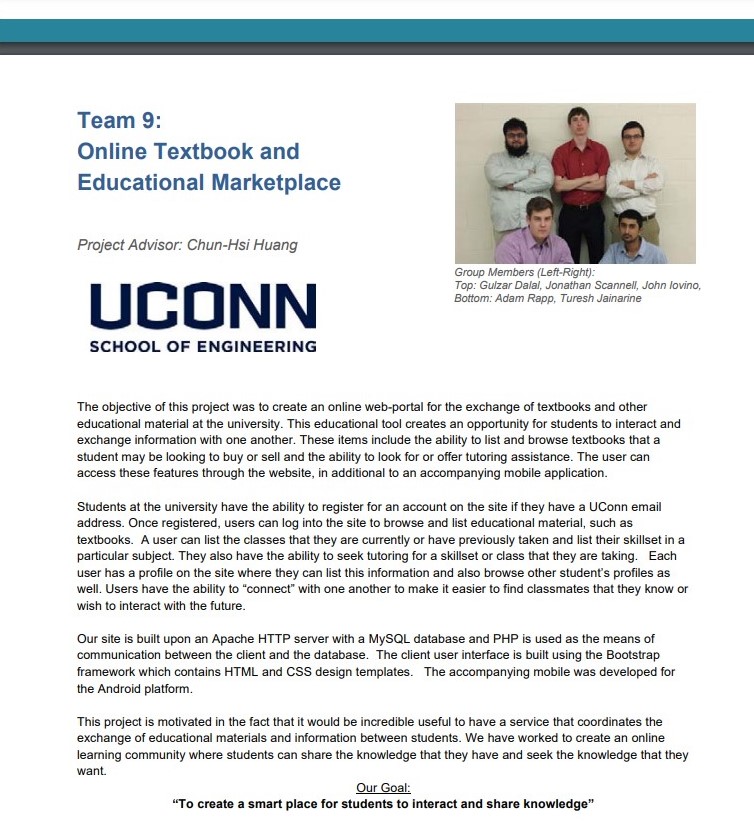 Team 9:
Online Textbook and
Educational Marketplace
Project Advisor: Chun-Hsi Huang
UCONN
SCHOOL OF ENGINEERING
Group Members (Left-Right):
Top: Gulzar Dalal, Jonathan Scannell, John Iovino,
Bottom: Adam Rapp, Turesh Jainarine
The objective of this project was to create an online web-portal for the exchange of textbooks and other
educational material at the university. This educational tool creates an opportunity for students to interact and
exchange information with one another. These items include the ability to list and browse textbooks that a
student may be looking to buy or sell and the ability to look for or offer tutoring assistance. The user can
access these features through the website, in additional to an accompanying mobile application.
Students at the university have the ability to register for an account on the site if they have a UConn email
address. Once registered, users can log into the site to browse and list educational material, such as
textbooks.  A user can list the classes that they are currently or have previously taken and list their skillset in a
particular subject. They also have the ability to seek tutoring for a skillset or class that they are taking.   Each
user has a profile on the site where they can list this information and also browse other student's profiles as
well. Users have the ability to “connect” with one another to make it easier to find classmates that they know or
wish to interact with the future.
Our site is built upon an Apache HTTP server with a MySQL database and PHP is used as the means of
communication between the client and the database.  The client user interface is built using the Bootstrap
framework which contains HTML and CSS design templates.   The accompanying mobile was developed for
the Android platform.
This project is motivated in the fact that it would be incredible useful to have a service that coordinates the
exchange of educational materials and information between students. We have worked to create an online
learning community where students can share the knowledge that they have and seek the knowledge that they
want.
Our Goal:
“To create a smart place for students to interact and share knowledge”